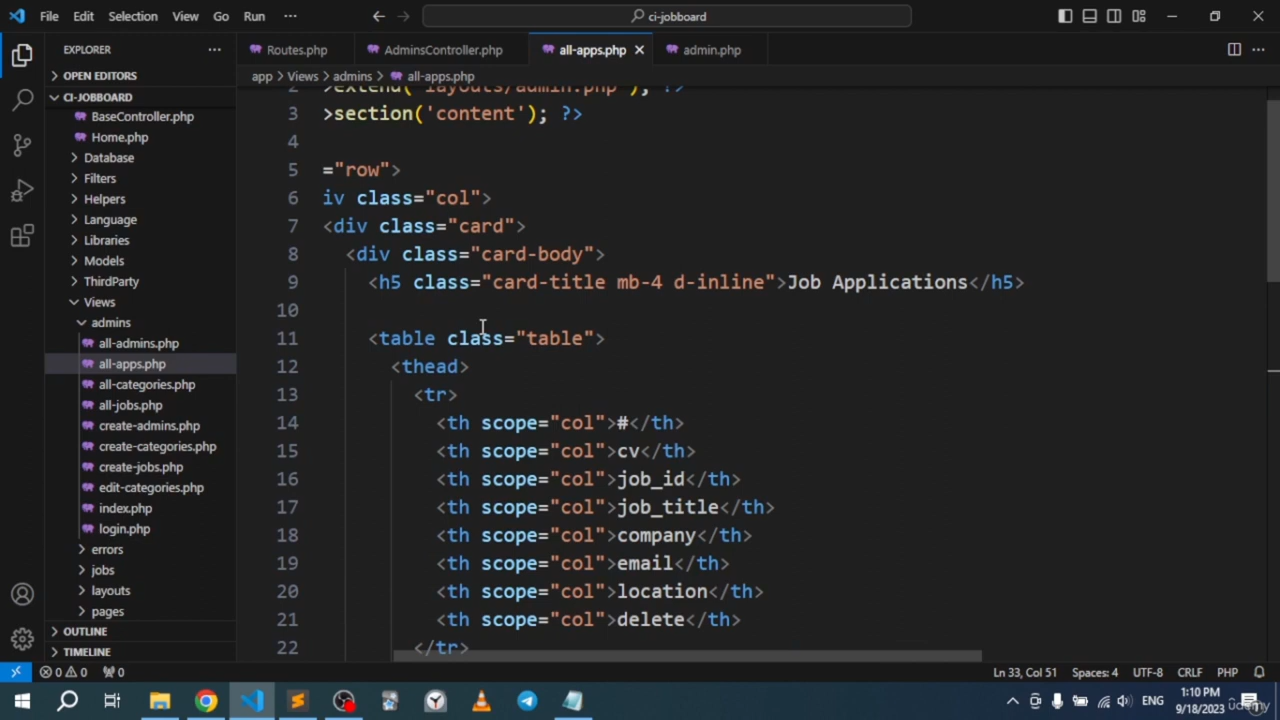 File Edit Selection View Go Run ··· ci-jobboard
EXPLORER ··· Routes.php AdminsController.php all-apps.php admin.php ···
OPEN EDITORS
app > Views > admins > all-apps.php
CI-JOBBOARD
BaseController.php
Home.php
Database
Filters
Helpers
Language
Libraries
Models
ThirdParty
Views
admins
all-admins.php
all-apps.php
all-categories.php
all-jobs.php
create-admins.php
create-categories.php
create-jobs.php
edit-categories.php
index.php
login.php
errors
jobs
layouts
pages
OUTLINE
TIMELINE
2 >extend('layouts/admin.php'); ?>
3 >section('content'); ?>
4
5 ="row">
6 iv class="col">
7 <div class="card">
8 <div class="card-body">
9 <h5 class="card-title mb-4 d-inline">Job Applications</h5>
10
11 <table class="table">
12 <thead>
13 <tr>
14 <th scope="col">#</th>
15 <th scope="col">cv</th>
16 <th scope="col">job_id</th>
17 <th scope="col">job_title</th>
18 <th scope="col">company</th>
19 <th scope="col">email</th>
20 <th scope="col">location</th>
21 <th scope="col">delete</th>
22 </tr>
0 0 0 Ln 33, Col 51 Spaces: 4 UTF-8 CRLF PHP
ENG 1:10 PM
9/18/2023
udemy